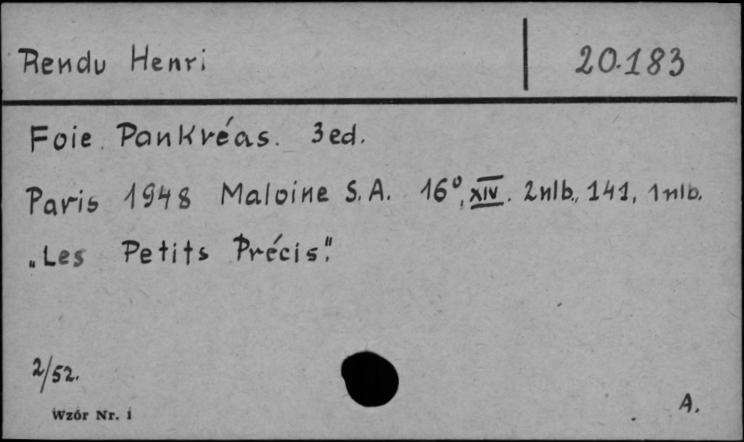 Rendu Henri 20.183
Foie. Pankréas. 3ed.
Paris 1948 Maloine S.A. 16°, XIV. 2nlb., 141, 1nlb.
„Les Petits Précis".
2/52.
Wzór Nr. 1
A.